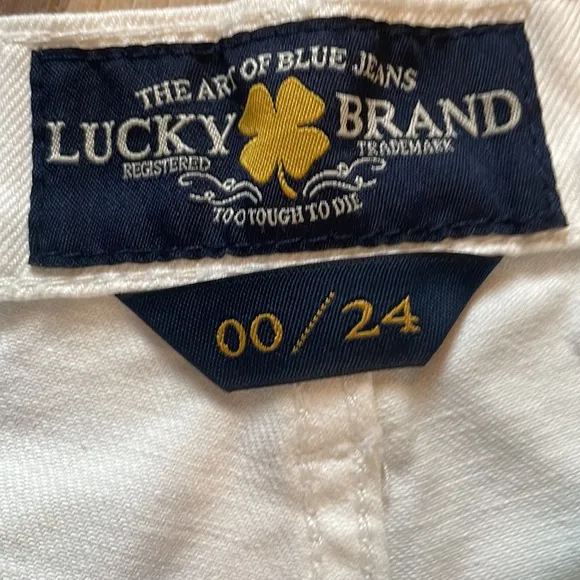 THE ART OF BLUE JEANS
LUCKY BRAND
REGISTERED TRADEMARK
TOO TOUGH TO DIE
00/24